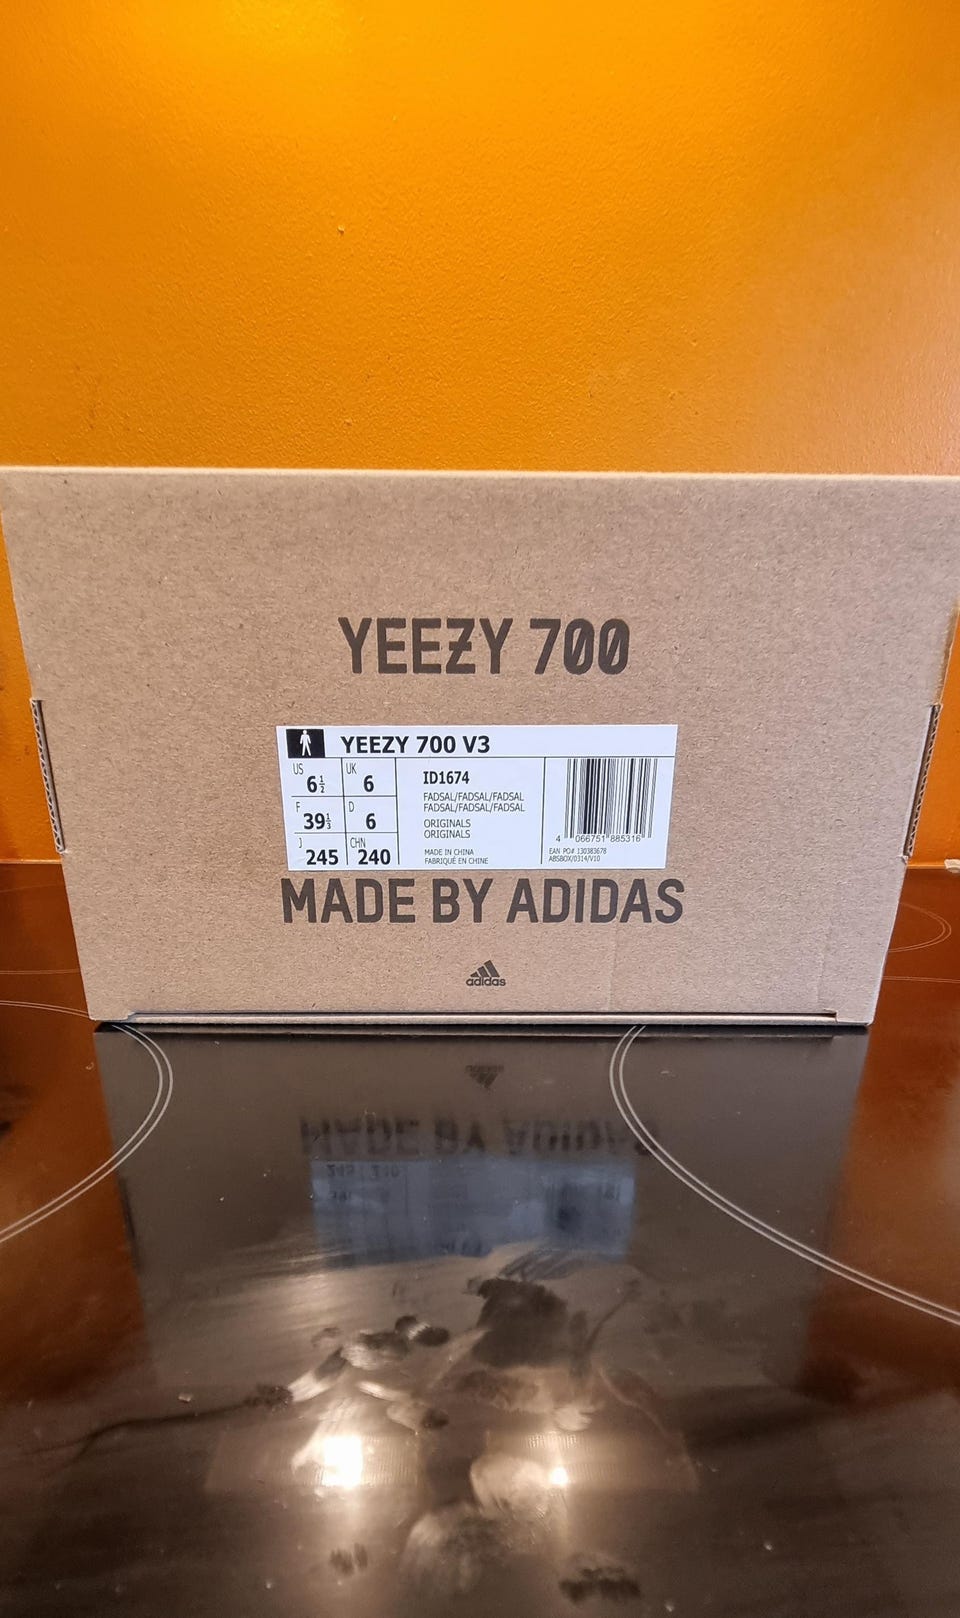 YEEZY 700
YEEZY 700 V3
US 6½ UK 6
F 39⅓ D 6
J 245 CHN 240
ID1674
FADSAL/FADSAL/FADSAL
FADSAL/FADSAL/FADSAL
ORIGINALS
ORIGINALS
MADE IN CHINA
FABRIQUÉ EN CHINE
4 066751 885316
EAN PO# 130383678
ABSBOX/0314/V10
MADE BY ADIDAS
adidas